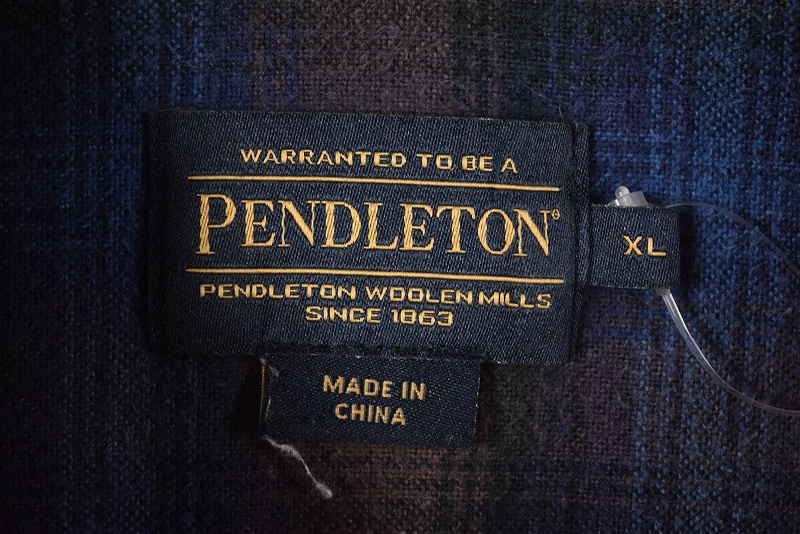 WARRANTED TO BE A
PENDLETON®
XL
PENDLETON WOOLEN MILLS
SINCE 1863
MADE IN
CHINA